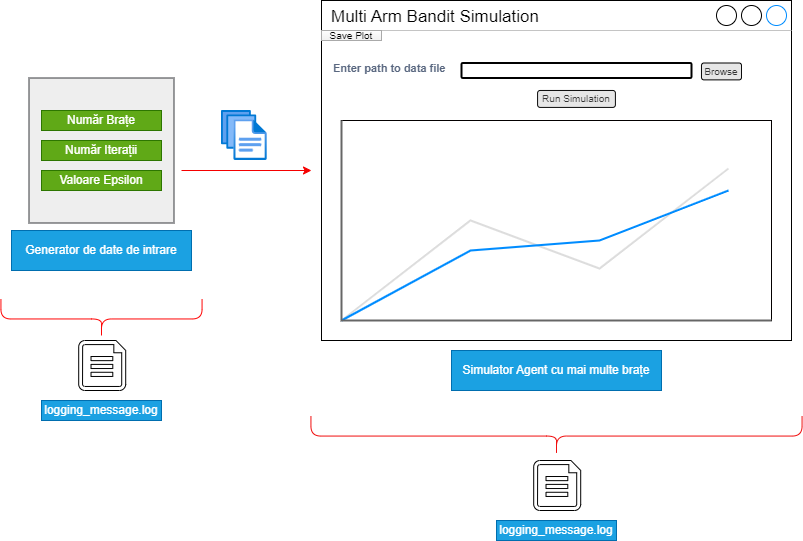 Multi Arm Bandit Simulation
Save Plot
Enter path to data file
Browse
Run Simulation
Număr Brațe
Număr Iterații
Valoare Epsilon
Generator de date de intrare
logging_message.log
Simulator Agent cu mai multe brațe
logging_message.log